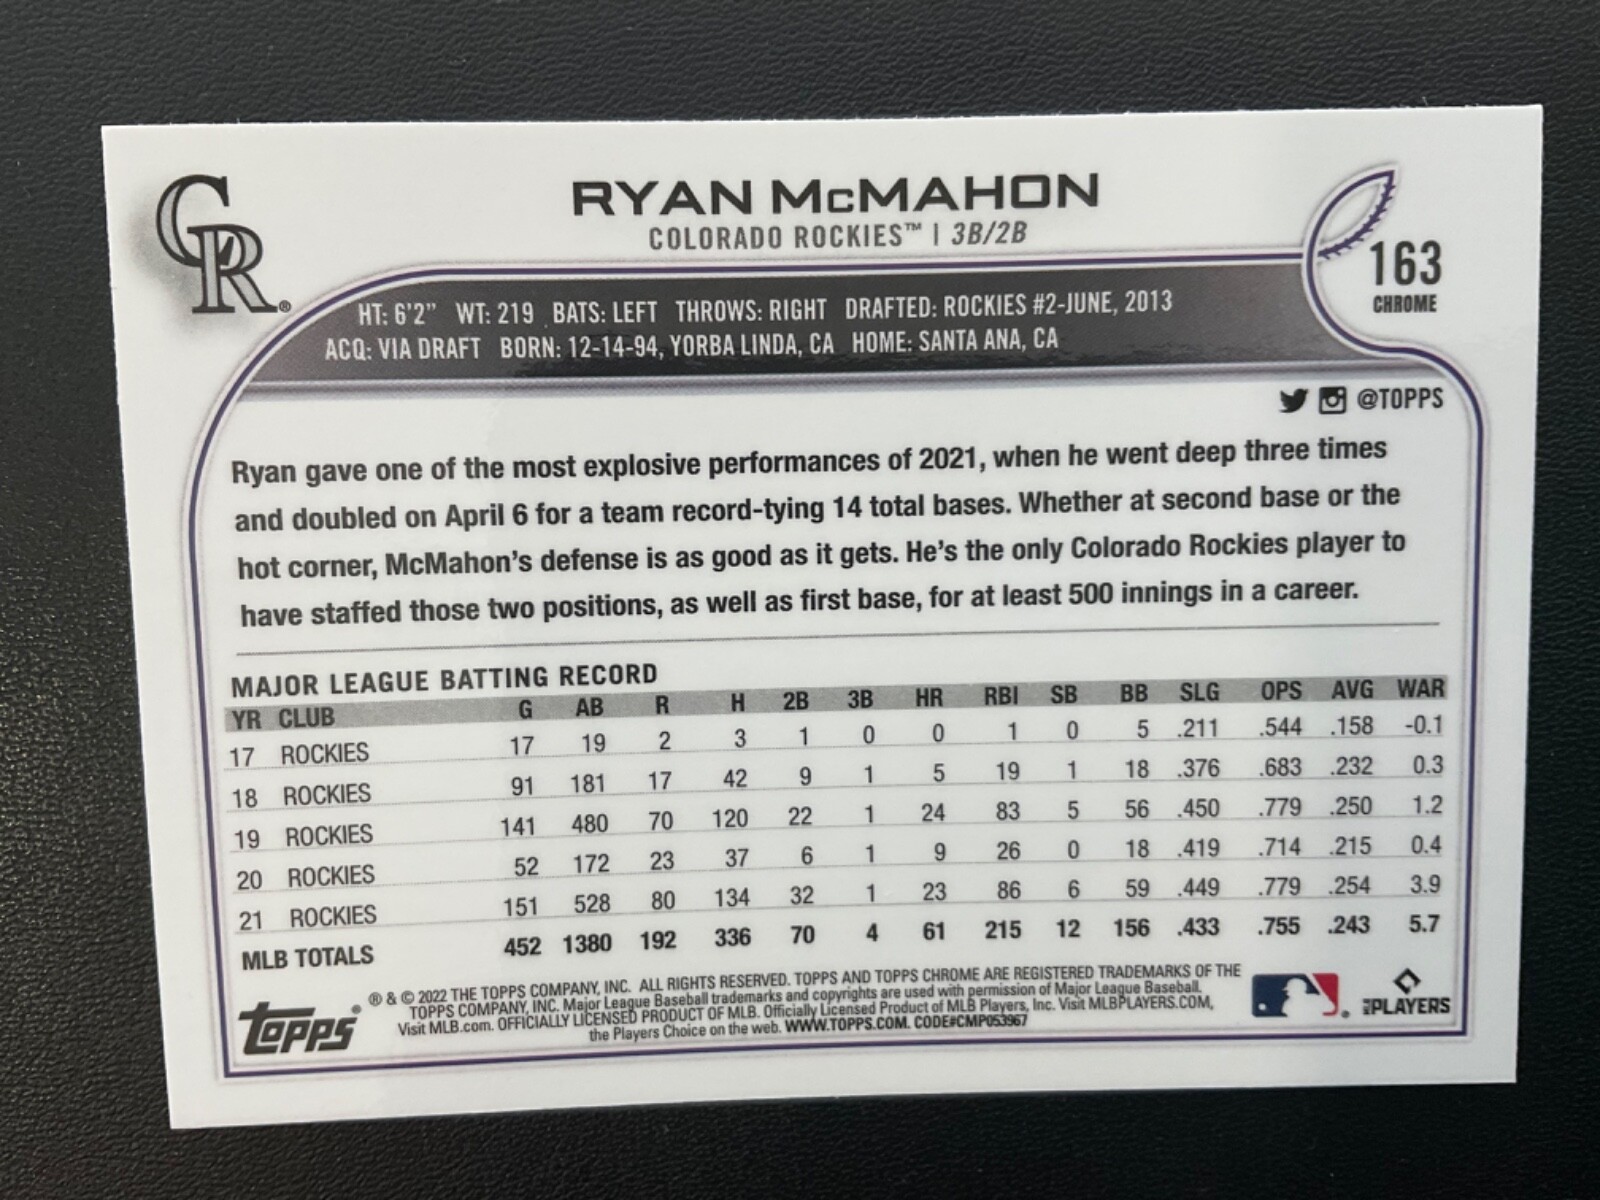 CR®
RYAN McMAHON
COLORADO ROCKIES™ | 3B/2B
163
CHROME
HT: 6'2" WT: 219 BATS: LEFT THROWS: RIGHT DRAFTED: ROCKIES #2-JUNE, 2013
ACQ: VIA DRAFT BORN: 12-14-94, YORBA LINDA, CA HOME: SANTA ANA, CA
@TOPPS
Ryan gave one of the most explosive performances of 2021, when he went deep three times
and doubled on April 6 for a team record-tying 14 total bases. Whether at second base or the
hot corner, McMahon's defense is as good as it gets. He's the only Colorado Rockies player to
have staffed those two positions, as well as first base, for at least 500 innings in a career.
MAJOR LEAGUE BATTING RECORD
YR CLUB G AB R H 2B 3B HR RBI SB BB SLG OPS AVG WAR
17 ROCKIES 17 19 2 3 1 0 0 1 0 5 .211 .544 .158 -0.1
18 ROCKIES 91 181 17 42 9 1 5 19 1 18 .376 .683 .232 0.3
19 ROCKIES 141 480 70 120 22 1 24 83 5 56 .450 .779 .250 1.2
20 ROCKIES 52 172 23 37 6 1 9 26 0 18 .419 .714 .215 0.4
21 ROCKIES 151 528 80 134 32 1 23 86 6 59 .449 .779 .254 3.9
MLB TOTALS 452 1380 192 336 70 4 61 215 12 156 .433 .755 .243 5.7
topps®
® & © 2022 THE TOPPS COMPANY, INC. ALL RIGHTS RESERVED. TOPPS AND TOPPS CHROME ARE REGISTERED TRADEMARKS OF THE
TOPPS COMPANY, INC. Major League Baseball trademarks and copyrights are used with permission of Major League Baseball.
Visit MLB.com. OFFICIALLY LICENSED PRODUCT OF MLB. Officially Licensed Product of MLB Players, Inc. Visit MLBPLAYERS.COM,
the Players Choice on the web. WWW.TOPPS.COM. CODE#CMP053967
MLB PLAYERS